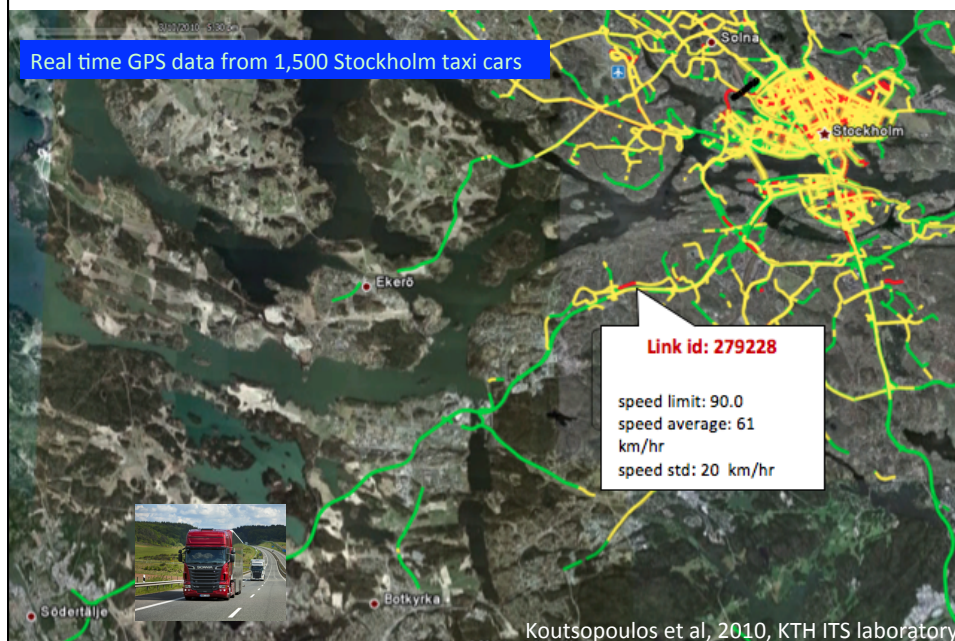 Real time GPS data from 1,500 Stockholm taxi cars
Solna
Stockholm
Ekerö
Link id: 279228
speed limit: 90.0
speed average: 61
km/hr
speed std: 20 km/hr
Botkyrka
Södertälje
Koutsopoulos et al, 2010, KTH ITS laboratory